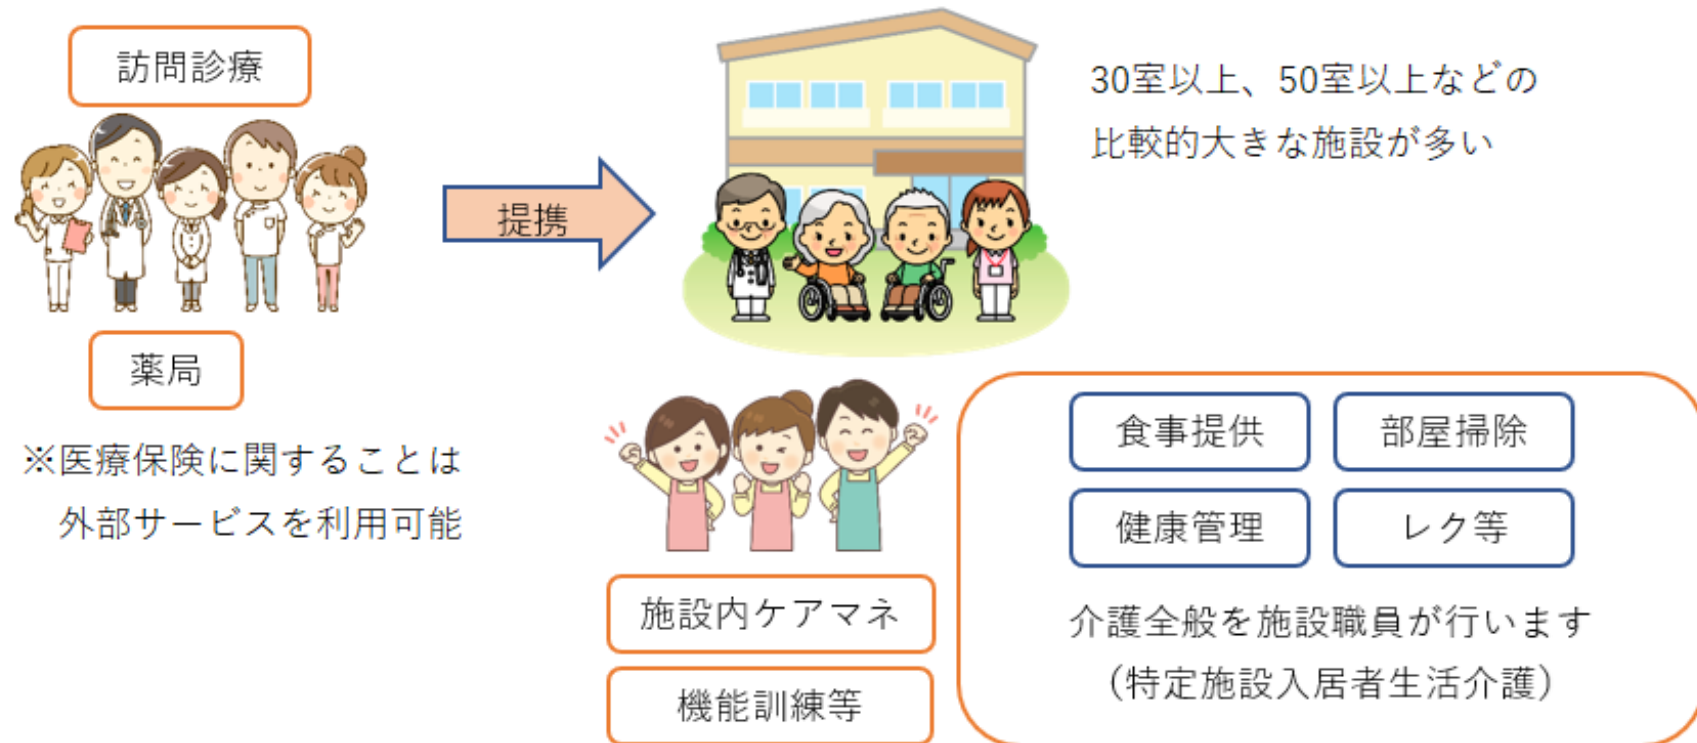 訪問診療
薬局
※医療保険に関することは
外部サービスを利用可能
提携
30室以上、50室以上などの
比較的大きな施設が多い
施設内ケアマネ
機能訓練等
食事提供
部屋掃除
健康管理
レク等
介護全般を施設職員が行います
（特定施設入居者生活介護）